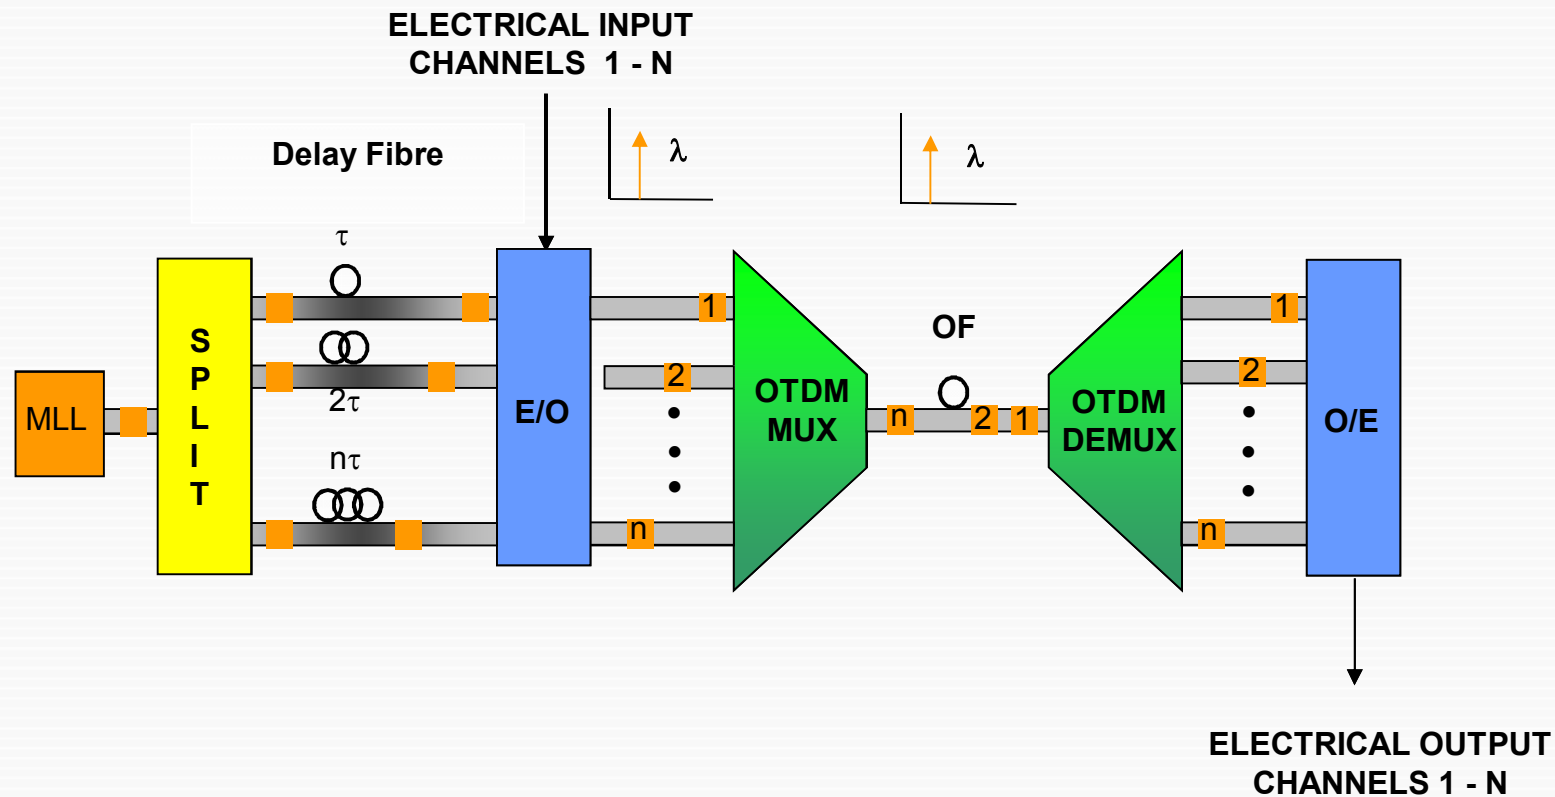 ELECTRICAL INPUT
CHANNELS 1 - N
Delay Fibre
λ
λ
τ
2τ
nτ
MLL
S
P
L
I
T
E/O
1
2
n
OTDM
MUX
OF
n 2 1
OTDM
DEMUX
1
2
n
O/E
ELECTRICAL OUTPUT
CHANNELS 1 - N